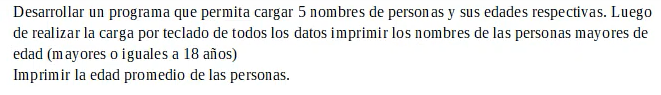 Desarrollar un programa que permita cargar 5 nombres de personas y sus edades respectivas. Luego
de realizar la carga por teclado de todos los datos imprimir los nombres de las personas mayores de
edad (mayores o iguales a 18 años)
Imprimir la edad promedio de las personas.